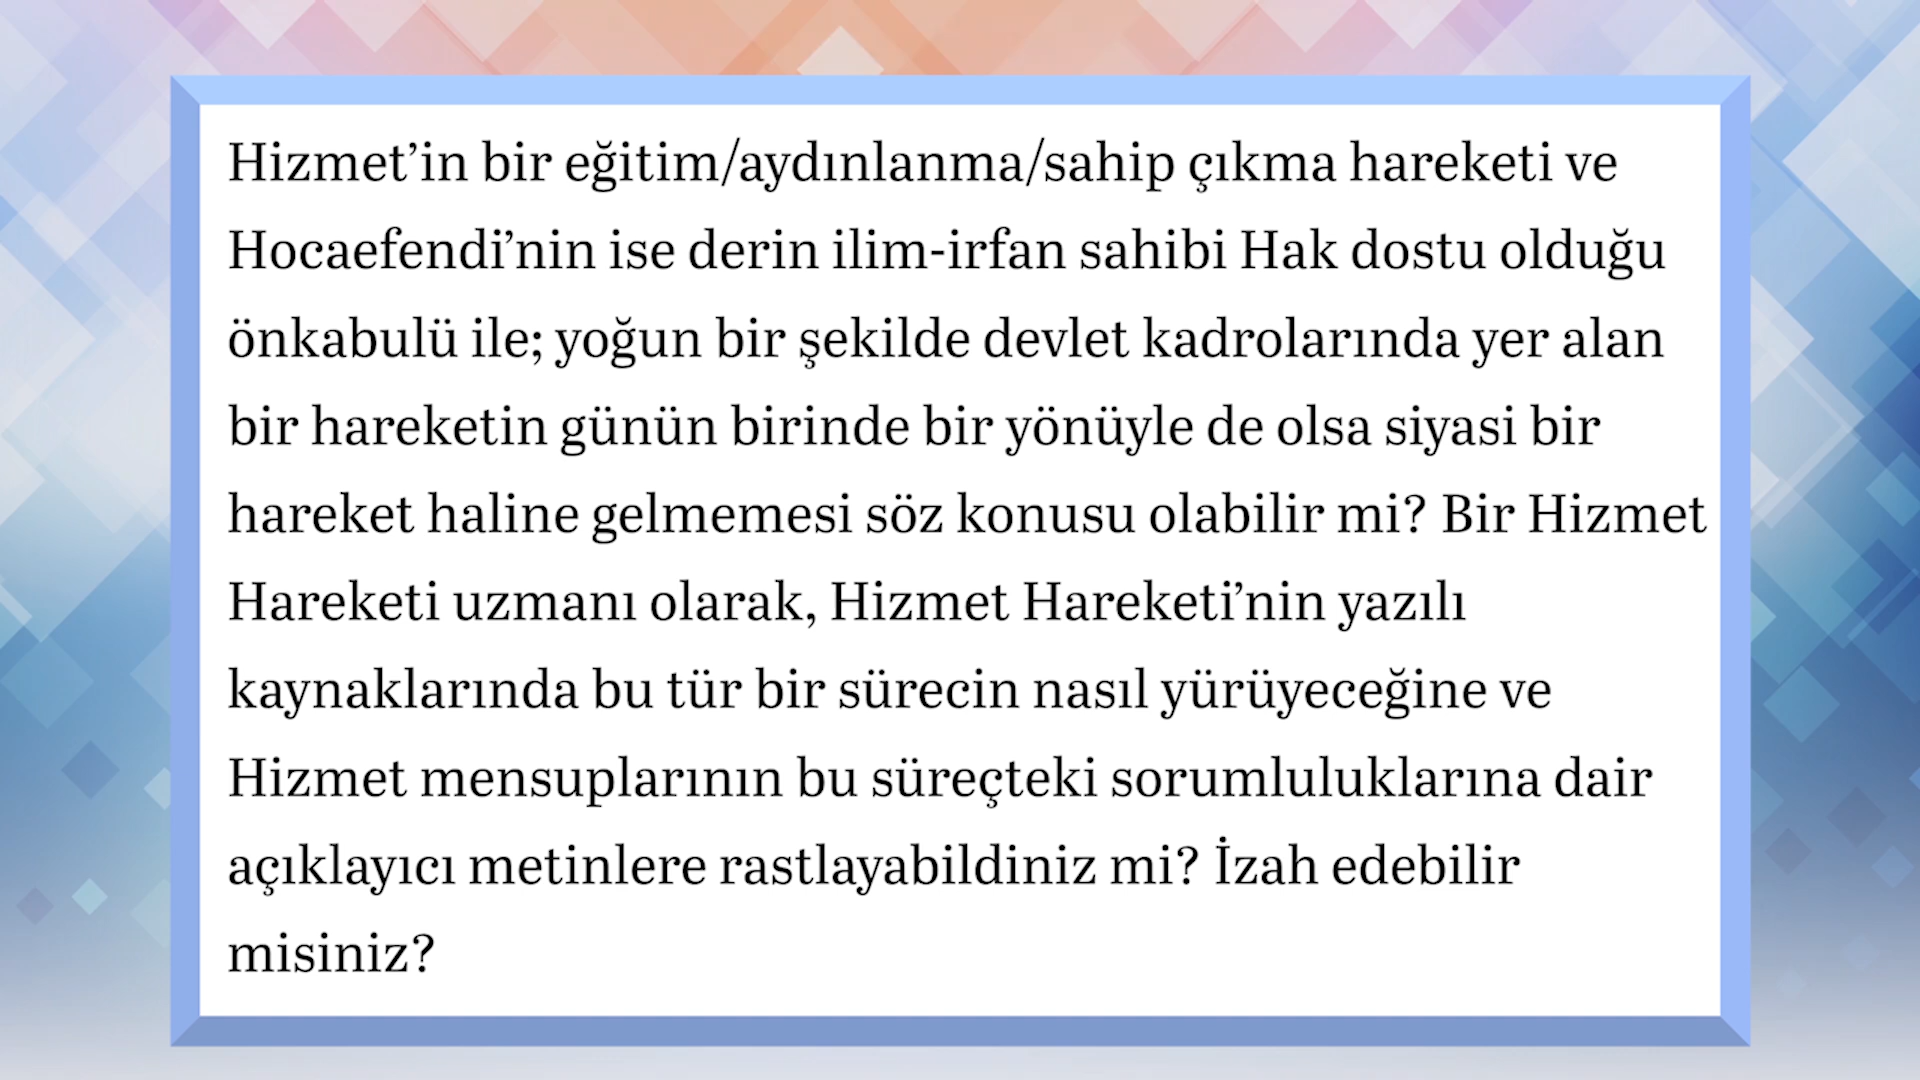 Hizmet’in bir eğitim/aydınlanma/sahip çıkma hareketi ve
Hocaefendi’nin ise derin ilim-irfan sahibi Hak dostu olduğu
önkabulü ile; yoğun bir şekilde devlet kadrolarında yer alan
bir hareketin günün birinde bir yönüyle de olsa siyasi bir
hareket haline gelmemesi söz konusu olabilir mi? Bir Hizmet
Hareketi uzmanı olarak, Hizmet Hareketi’nin yazılı
kaynaklarında bu tür bir sürecin nasıl yürüyeceğine ve
Hizmet mensuplarının bu süreçteki sorumluluklarına dair
açıklayıcı metinlere rastlayabildiniz mi? İzah edebilir
misiniz?